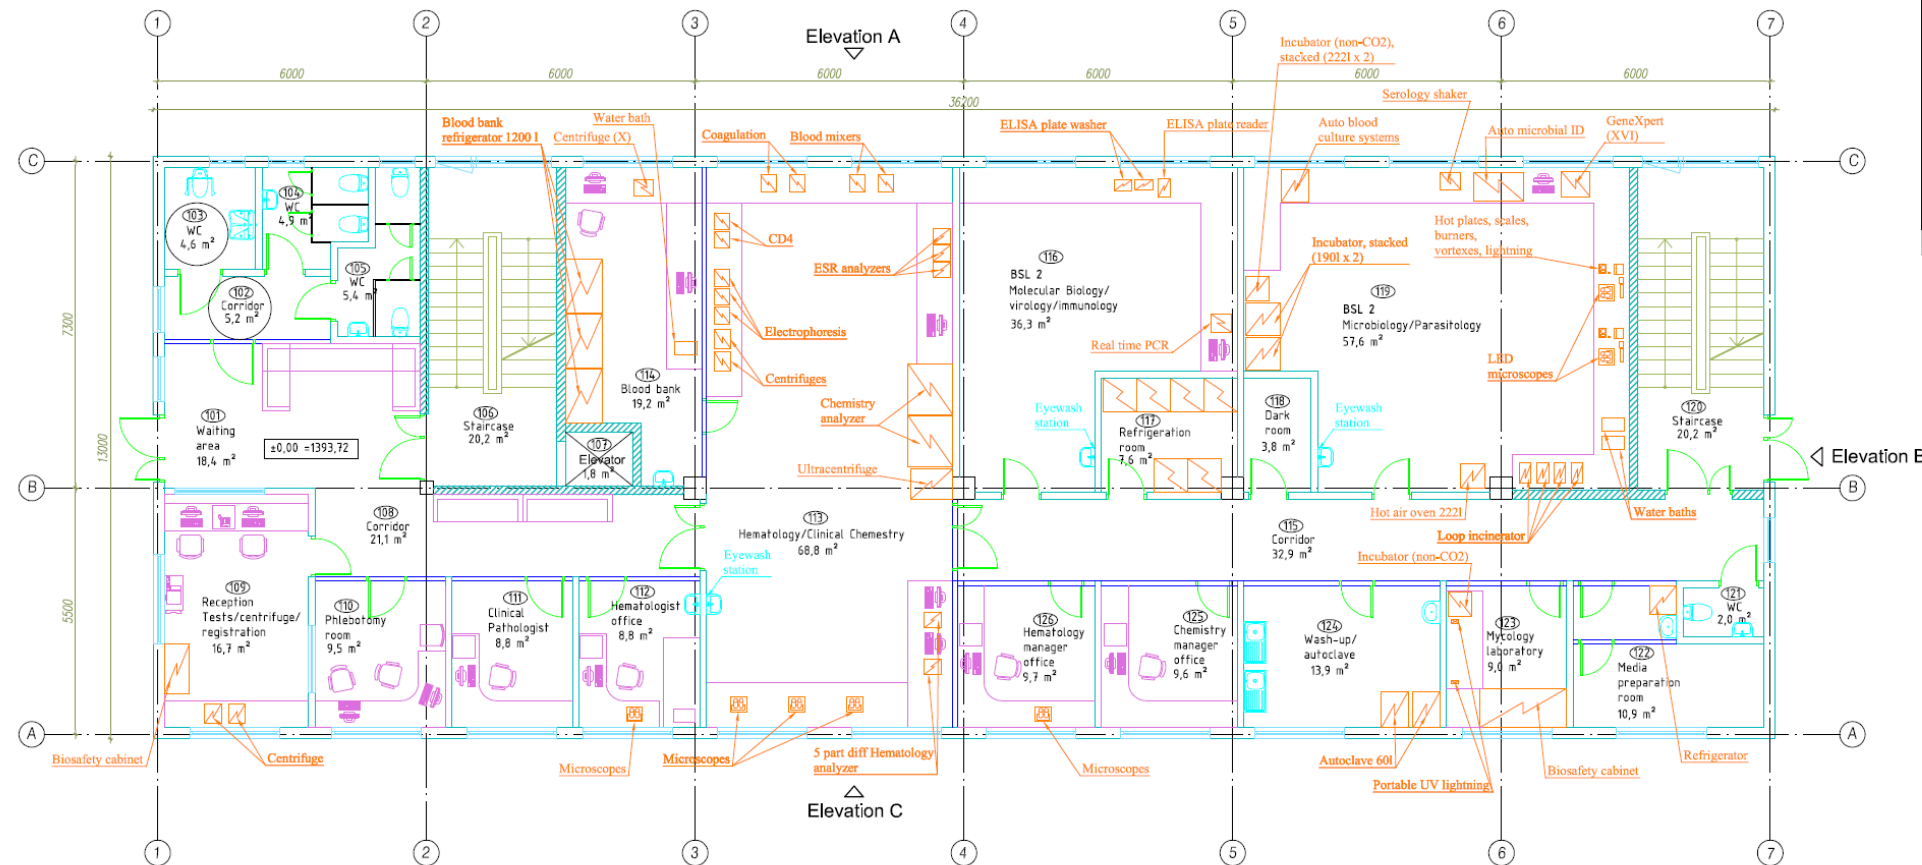 1
2
3
4
5
6
7
Elevation A
6000
6000
6000
6000
6000
6000
36200
Incubator (non-CO2),
stacked (222l x 2)
Serology shaker
Blood bank
refrigerator 1200 l
Water bath
Centrifuge (X)
Coagulation
Blood mixers
ELISA plate washer
ELISA plate reader
Auto blood
culture systems
Auto microbial ID
GeneXpert
(XVI)
C
C
103
WC
4,6 m²
104
WC
4,9 m²
105
WC
5,4 m²
102
Corridor
5,2 m²
CD4
ESR analyzers
Electrophoresis
Centrifuges
Chemistry
analyzer
Ultracentrifuge
116
BSL 2
Molecular Biology/
virology/immunology
36,3 m²
Real time PCR
Incubator, stacked
(190l x 2)
119
BSL 2
Microbiology/Parasitology
57,6 m²
Hot plates, scales,
burners,
vortexes, lightning
LED
microscopes
7300
13000
5500
101
Waiting
area
18,4 m²
±0,00 =1393,72
106
Staircase
20,2 m²
114
Blood bank
19,2 m²
107
Elevator
1,8 m²
Eyewash
station
117
Refrigeration
room
7,6 m²
118
Dark
room
3,8 m²
Eyewash
station
120
Staircase
20,2 m²
Elevation B
B
B
108
Corridor
21,1 m²
113
Hematology/Clinical Chemestry
68,8 m²
Eyewash
station
115
Corridor
32,9 m²
Hot air oven 222l
Loop incinerator
Water baths
Incubator (non-CO2)
109
Reception
Tests/centrifuge/
registration
16,7 m²
110
Phlebotomy
room
9,5 m²
111
Clinical
Pathologist
8,8 m²
112
Hematologist
office
8,8 m²
126
Hematology
manager
office
9,7 m²
125
Chemistry
manager
office
9,6 m²
124
Wash-up/
autoclave
13,9 m²
123
Mycology
laboratory
9,0 m²
121
WC
2,0 m²
122
Media
preparation
room
10,9 m²
A
A
Biosafety cabinet
Centrifuge
Microscopes
Microscopes
5 part diff Hematology
analyzer
Microscopes
Autoclave 60l
Portable UV lightning
Biosafety cabinet
Refrigerator
Elevation C
1
2
3
4
5
6
7